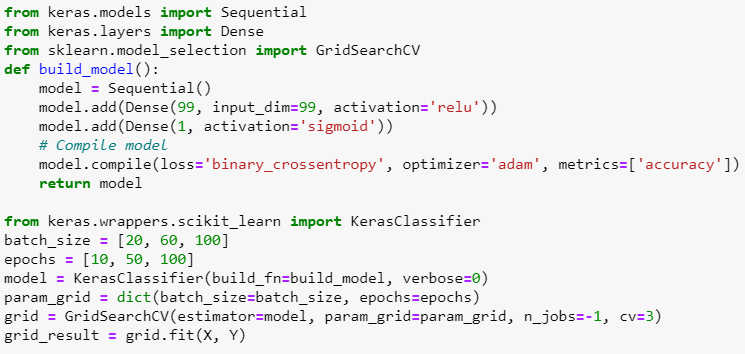 from keras.models import Sequential
from keras.layers import Dense
from sklearn.model_selection import GridSearchCV
def build_model():
    model = Sequential()
    model.add(Dense(99, input_dim=99, activation='relu'))
    model.add(Dense(1, activation='sigmoid'))
    # Compile model
    model.compile(loss='binary_crossentropy', optimizer='adam', metrics=['accuracy'])
    return model

from keras.wrappers.scikit_learn import KerasClassifier
batch_size = [20, 60, 100]
epochs = [10, 50, 100]
model = KerasClassifier(build_fn=build_model, verbose=0)
param_grid = dict(batch_size=batch_size, epochs=epochs)
grid = GridSearchCV(estimator=model, param_grid=param_grid, n_jobs=-1, cv=3)
grid_result = grid.fit(X, Y)